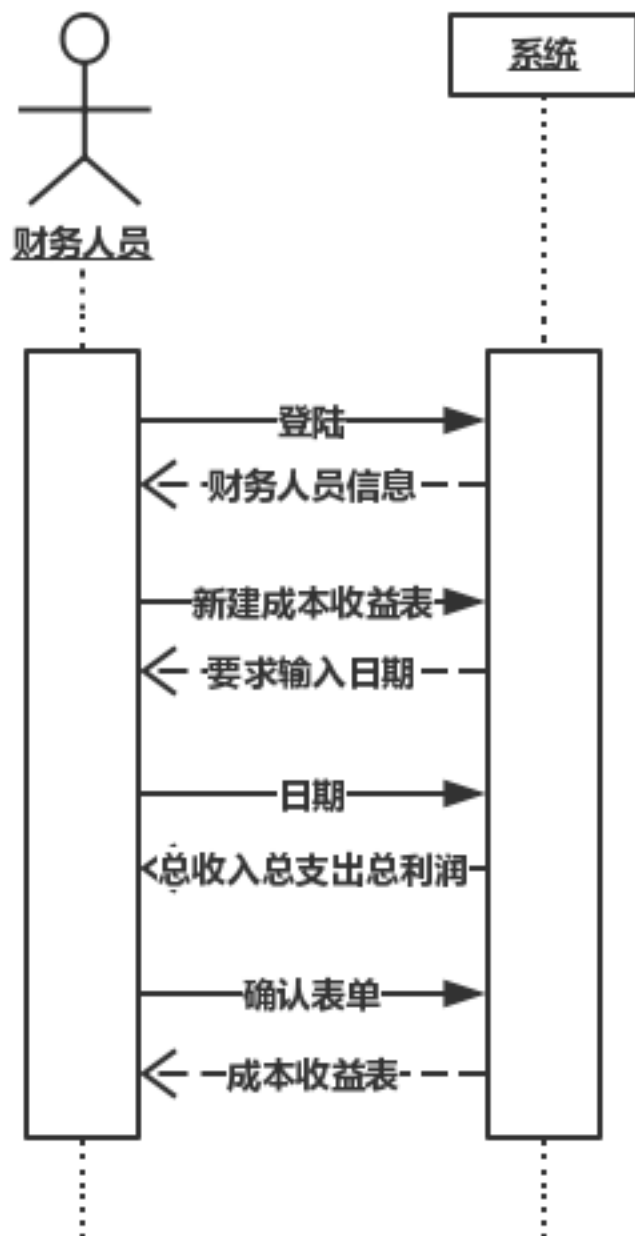 系统
财务人员
登陆
财务人员信息
新建成本收益表
要求输入日期
日期
总收入总支出总利润
确认表单
成本收益表